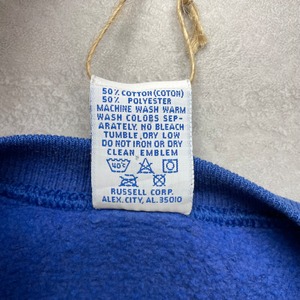 50% COTTON (COTON)
50% POLYESTER
MACHINE WASH WARM
WASH COLORS SEP-
ARATELY. NO BLEACH
TUMBLE, DRY LOW
DO NOT IRON OR DRY
CLEAN EMBLEM
40°C
RUSSELL CORP.
ALEX. CITY, AL. 35010